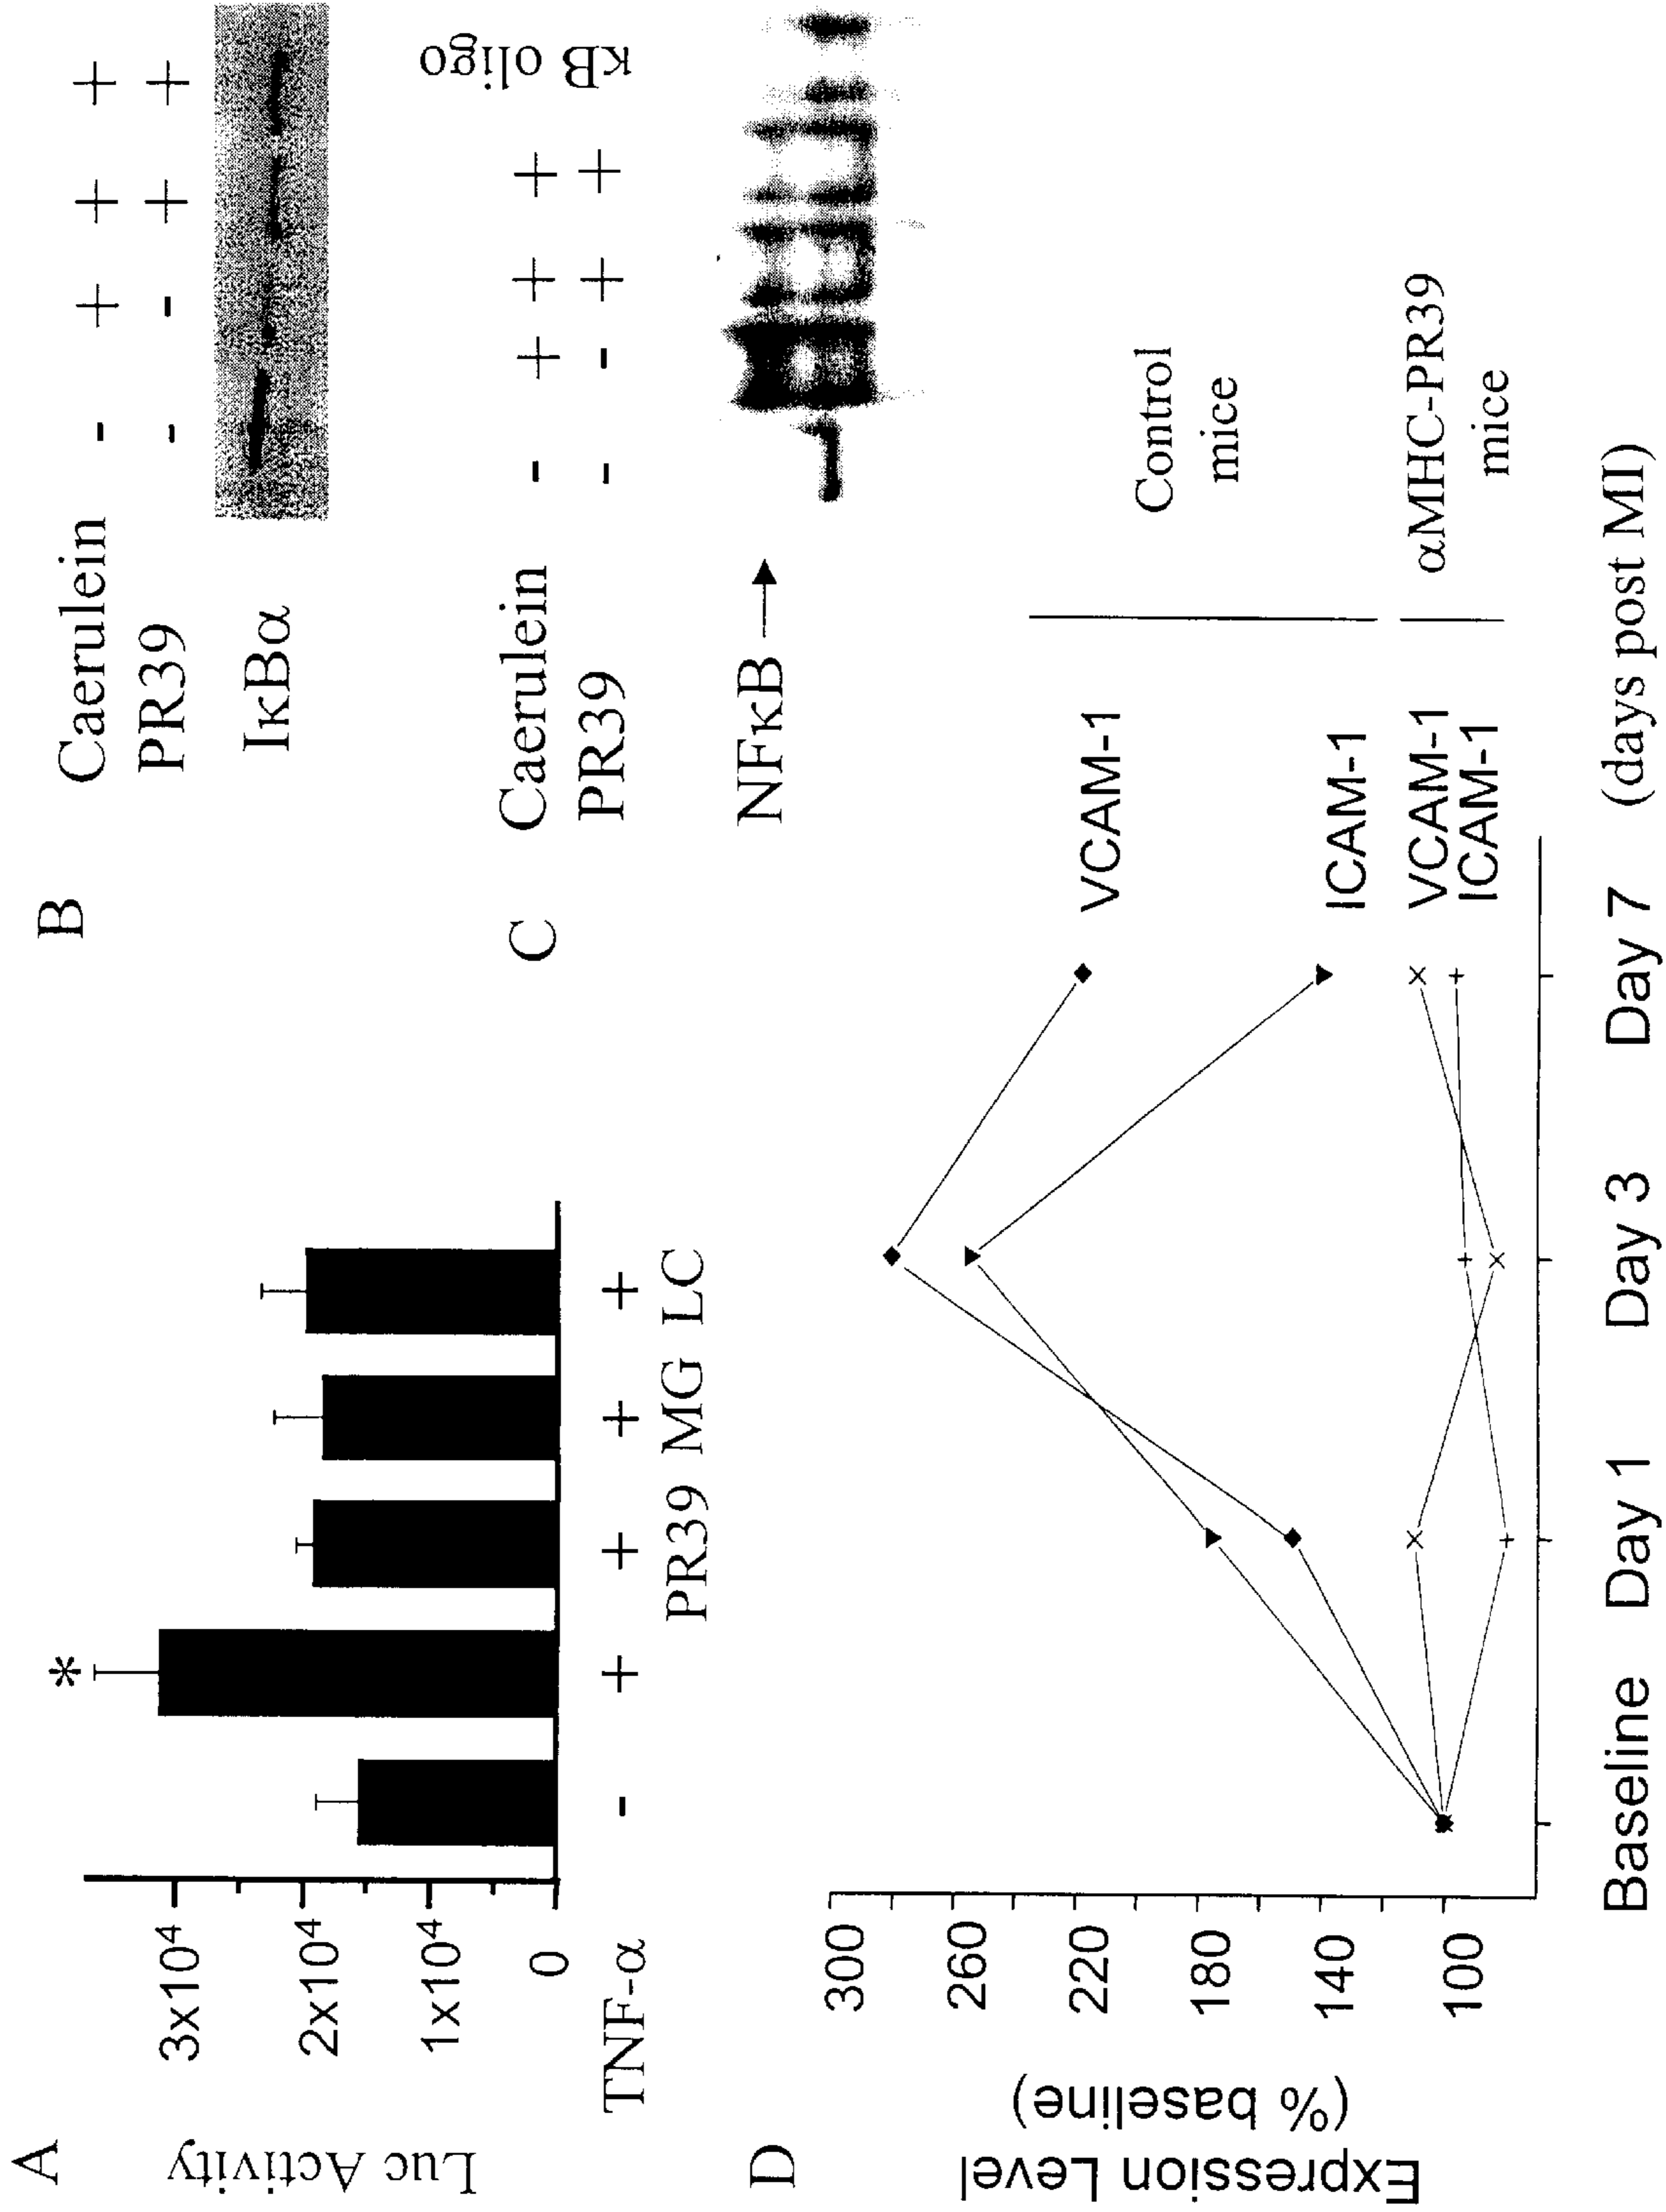 A
Luc Activity
3x10⁴
2x10⁴
1x10⁴
0
*
TNF-α - + + + +
PR39 MG LC
B
Caerulein - + + +
PR39 - - + +
IκBα
C
Caerulein - + + +
PR39 - - + +
κB oligo
NFκB
D
Expression Level
(% baseline)
300
260
220
180
140
100
VCAM-1
ICAM-1
Control
mice
VCAM-1
ICAM-1
αMHC-PR39
mice
Baseline Day 1 Day 3 Day 7 (days post MI)